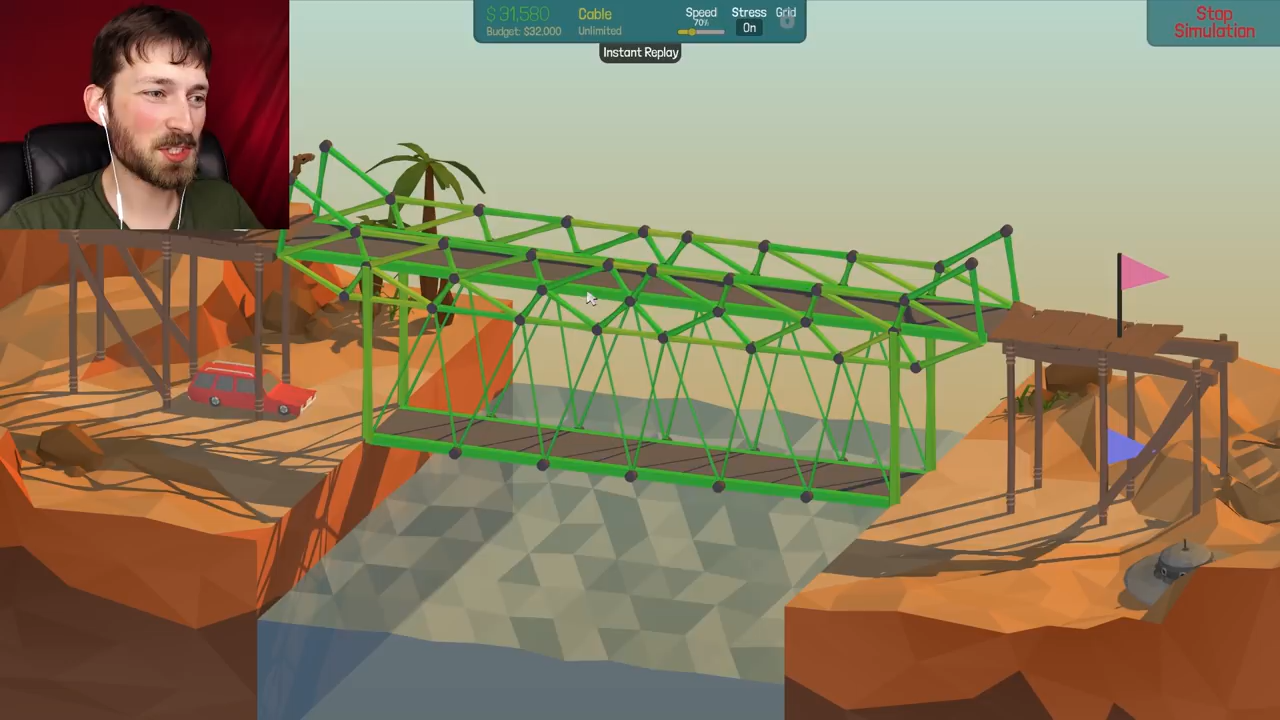 $31,580
Budget: $32.000
Cable
Unlimited
Speed
70%
Stress
On
Grid
Instant Replay
Stop
Simulation